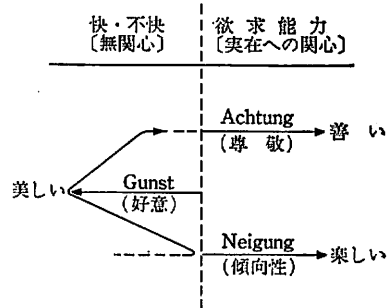 快・不快 欲求能力
〔無関心〕 〔実在への関心〕
Achtung
(尊敬)
善い
美しい
Gunst
(好意)
Neigung
(傾向性)
楽しい